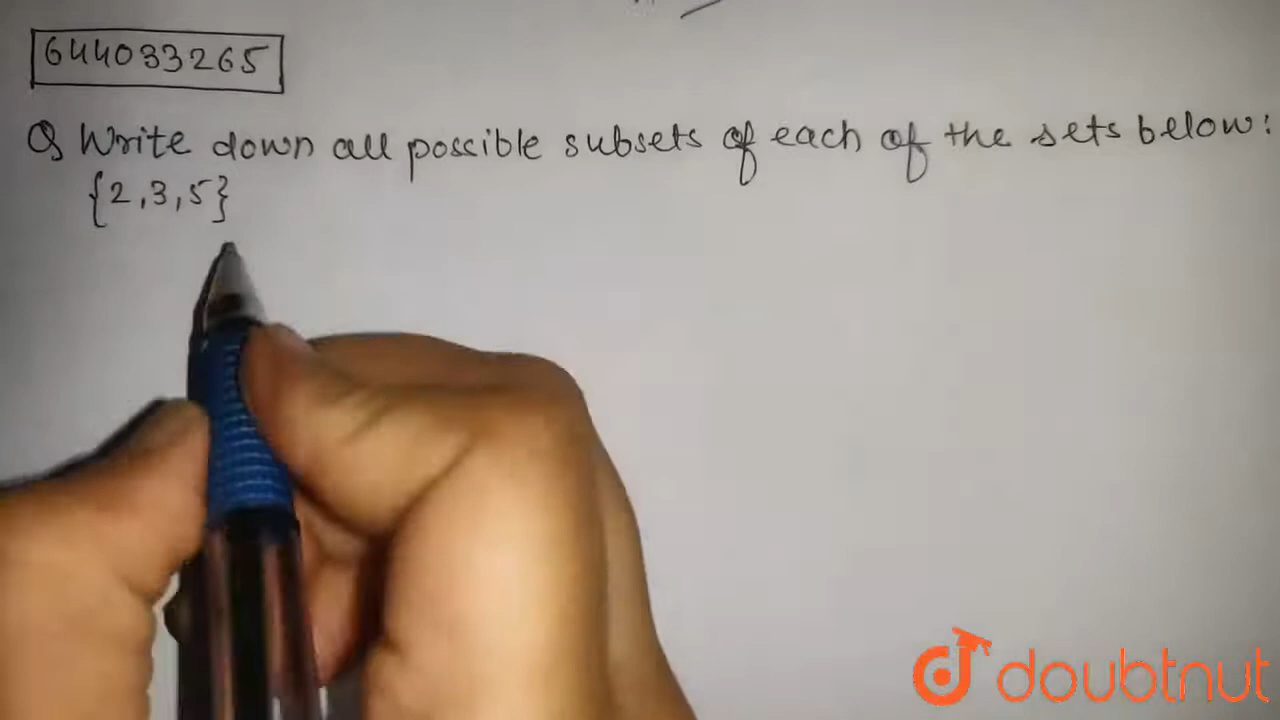 644033265
Q Write down all possible subsets of each of the sets below:
{2,3,5}
doubtnut